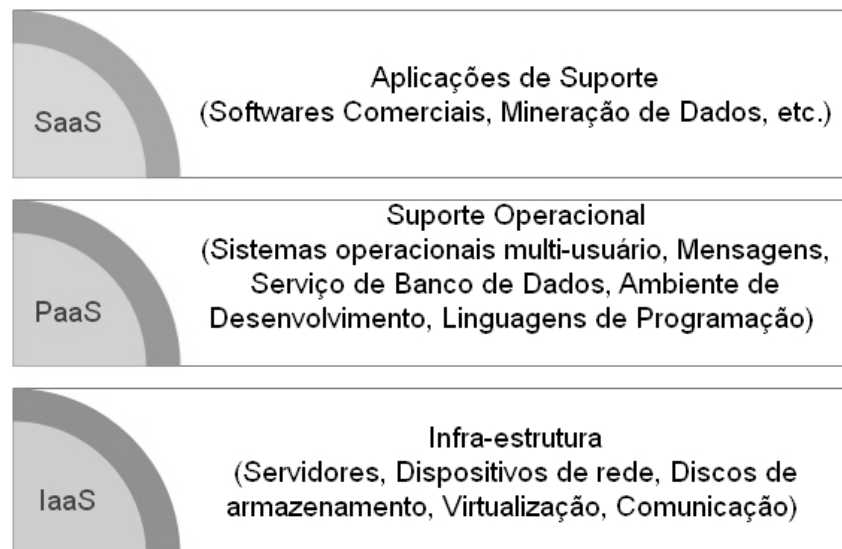 SaaS
Aplicações de Suporte
(Softwares Comerciais, Mineração de Dados, etc.)
PaaS
Suporte Operacional
(Sistemas operacionais multi-usuário, Mensagens,
Serviço de Banco de Dados, Ambiente de
Desenvolvimento, Linguagens de Programação)
IaaS
Infra-estrutura
(Servidores, Dispositivos de rede, Discos de
armazenamento, Virtualização, Comunicação)